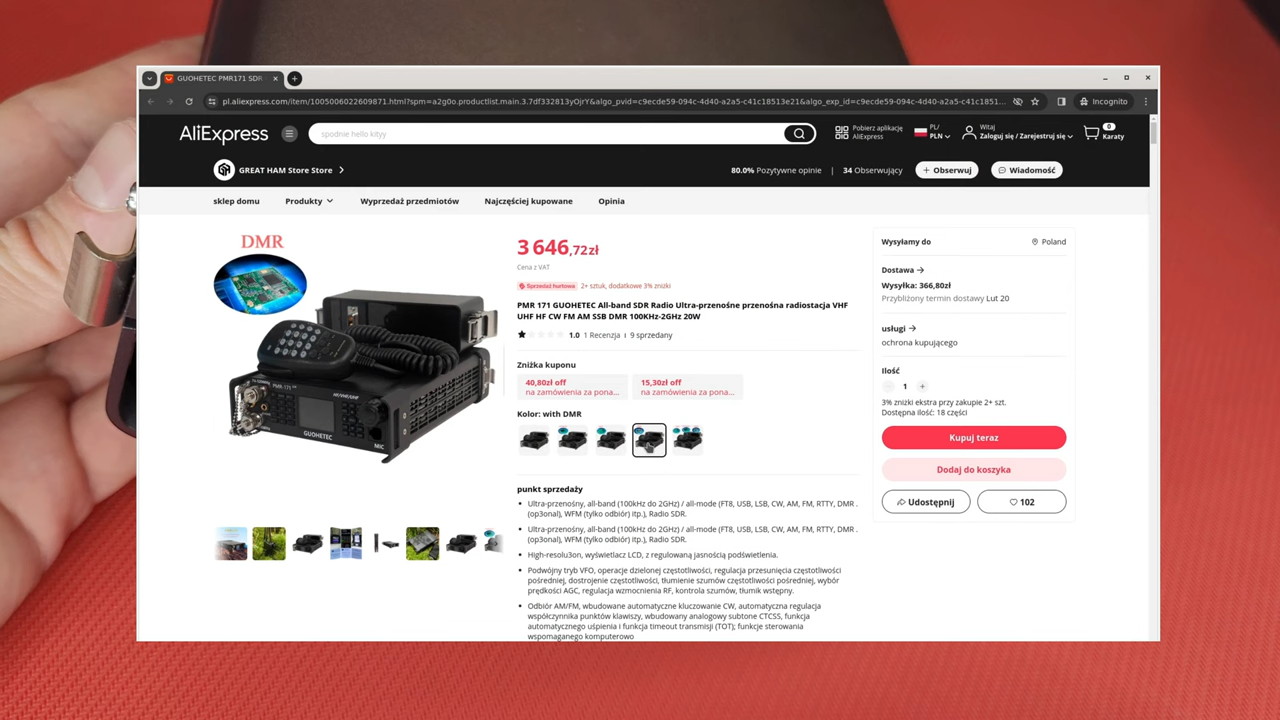 GUOHETEC PMR171 SDR
pl.aliexpress.com/item/1005006022609871.html?spm=a2g0o.productlist.main.3.7df332813yOjrY&algo_pvid=c9ecde59-094c-4d40-a2a5-c41c18513e21&algo_exp_id=c9ecde59-094c-4d40-a2a5-c41c1851...
Incognito
AliExpress
spodnie hello kityy
Pobierz aplikację
AliExpress
PL/
PLN
Witaj
Zaloguj się / Zarejestruj się
0
Karaty
GREAT HAM Store Store
80.0% Pozytywne opinie | 34 Obserwujący
+ Obserwuj
Wiadomość
sklep domu
Produkty
Wyprzedaż przedmiotów
Najczęściej kupowane
Opinia
DMR
PMR-171
HF/VHF/UHF
GUOHETEC
MIC
3 646,72zł
Cena z VAT
Sprzedaż hurtowa
2+ sztuk, dodatkowe 3% zniżki
PMR 171 GUOHETEC All-band SDR Radio Ultra-przenośne przenośna radiostacja VHF
UHF HF CW FM AM SSB DMR 100KHz-2GHz 20W
1.0 1 Recenzja | 9 sprzedany
Zniżka kuponu
40,80zł off
na zamówienia za pona...
15,30zł off
na zamówienia za pona...
Kolor: with DMR
punkt sprzedaży
Ultra-przenośny, all-band (100kHz do 2GHz) / all-mode (FT8, USB, LSB, CW, AM, FM, RTTY, DMR .
(op3onal), WFM (tylko odbiór) itp.), Radio SDR.
Ultra-przenośny, all-band (100kHz do 2GHz) / all-mode (FT8, USB, LSB, CW, AM, FM, RTTY, DMR .
(op3onal), WFM (tylko odbiór) itp.), Radio SDR.
High-resolu3on, wyświetlacz LCD, z regulowaną jasnością podświetlenia.
Podwójny tryb VFO, operacje dzielonej częstotliwości, regulacja przesunięcia częstotliwości
pośredniej, dostrojenie częstotliwości, tłumienie szumów częstotliwości pośredniej, wybór
prędkości AGC, regulacja wzmocnienia RF, kontrola szumów, tłumik wstępny.
Odbiór AM/FM, wbudowane automatyczne kluczowanie CW, automatyczna regulacja
współczynnika punktów klawiszy, wbudowany analogowy subtone CTCSS, funkcja
automatycznego uśpienia i funkcja timeout transmisji (TOT); funkcje sterowania
wspomaganego komputerowo
Wysyłamy do
Poland
Dostawa
Wysyłka: 366,80zł
Przybliżony termin dostawy Lut 20
usługi
ochrona kupującego
Ilość
1
3% zniżki ekstra przy zakupie 2+ szt.
Dostępna ilość: 18 części
Kupuj teraz
Dodaj do koszyka
Udostępnij
102